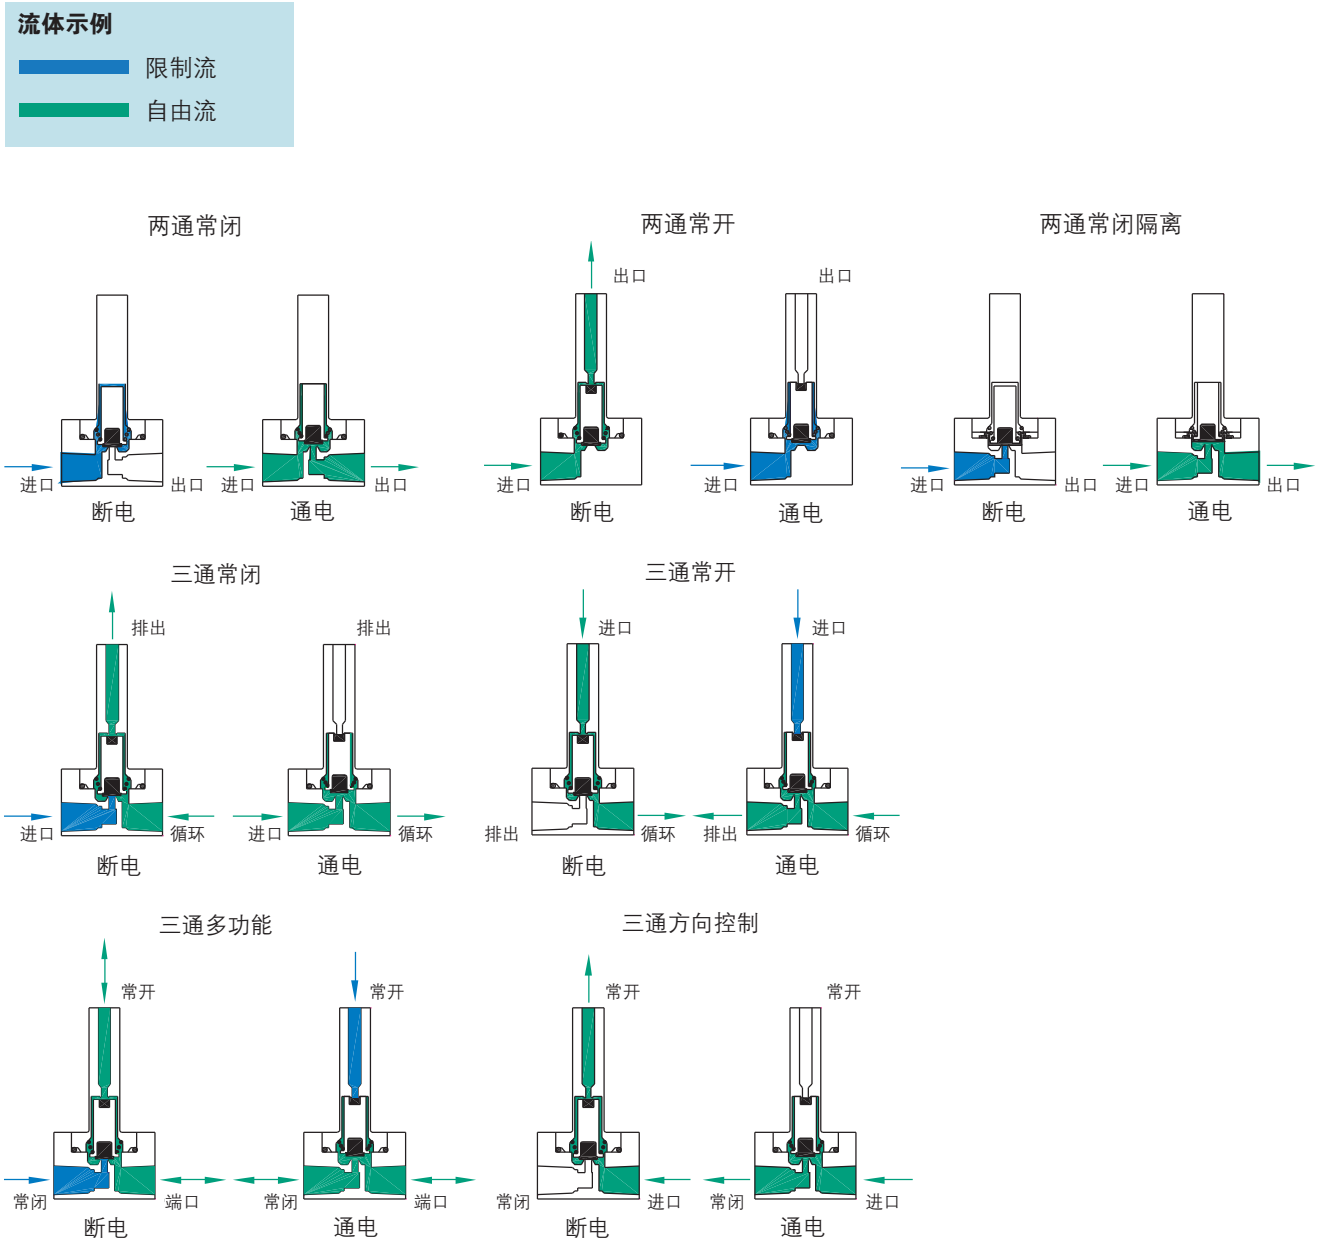 流体示例
限制流
自由流
两通常闭
两通常开
两通常闭隔离
出口
出口
进口
出口
进口
出口
进口
进口
进口
出口
进口
出口
断电
通电
断电
通电
断电
通电
三通常闭
三通常开
排出
排出
进口
进口
进口
循环
进口
循环
排出
循环
排出
循环
断电
通电
断电
通电
三通多功能
三通方向控制
常开
常开
常开
常开
常闭
端口
常闭
端口
常闭
进口
常闭
进口
断电
通电
断电
通电